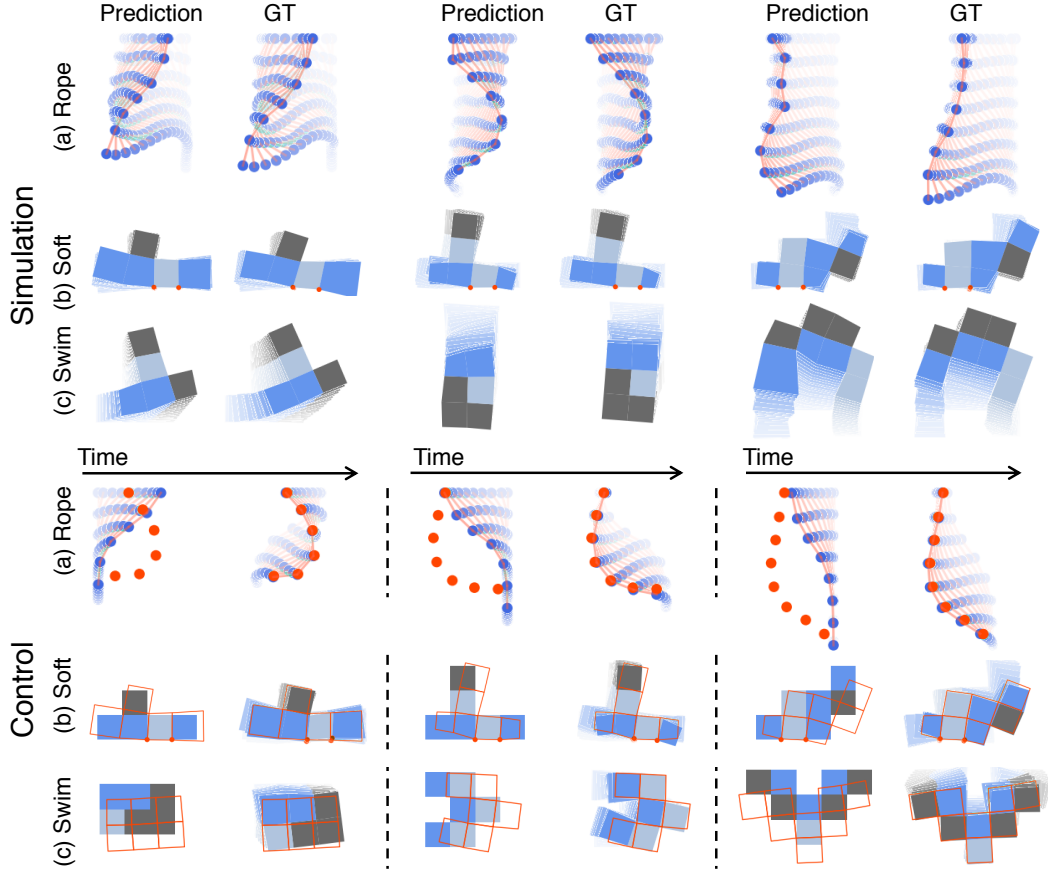 Prediction GT Prediction GT Prediction GT
Simulation
(a) Rope
(b) Soft
(c) Swim
Time Time Time
Control
(a) Rope
(b) Soft
(c) Swim